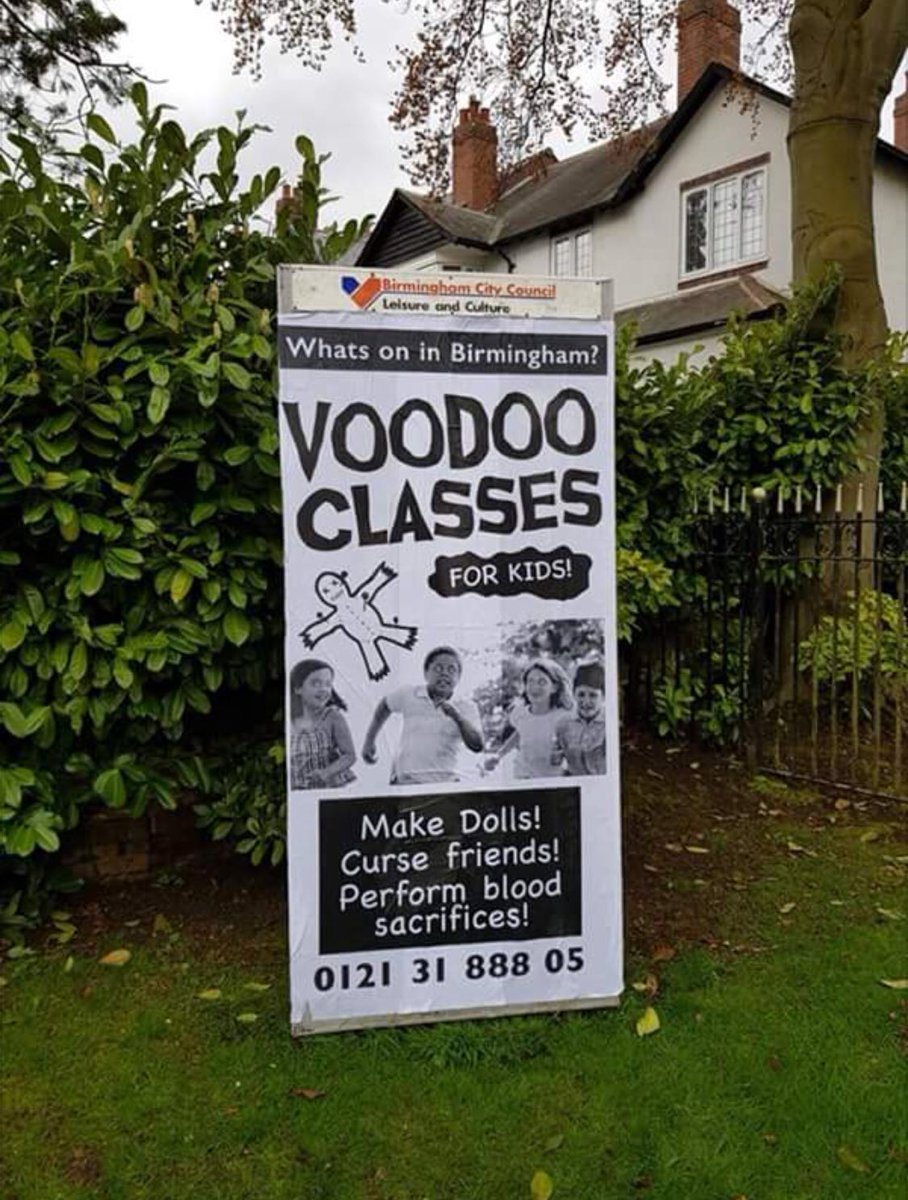 Birmingham City Council
Leisure and Culture
Whats on in Birmingham?
VOODOO
CLASSES
FOR KIDS!
Make Dolls!
Curse friends!
Perform blood
sacrifices!
0121 31 888 05